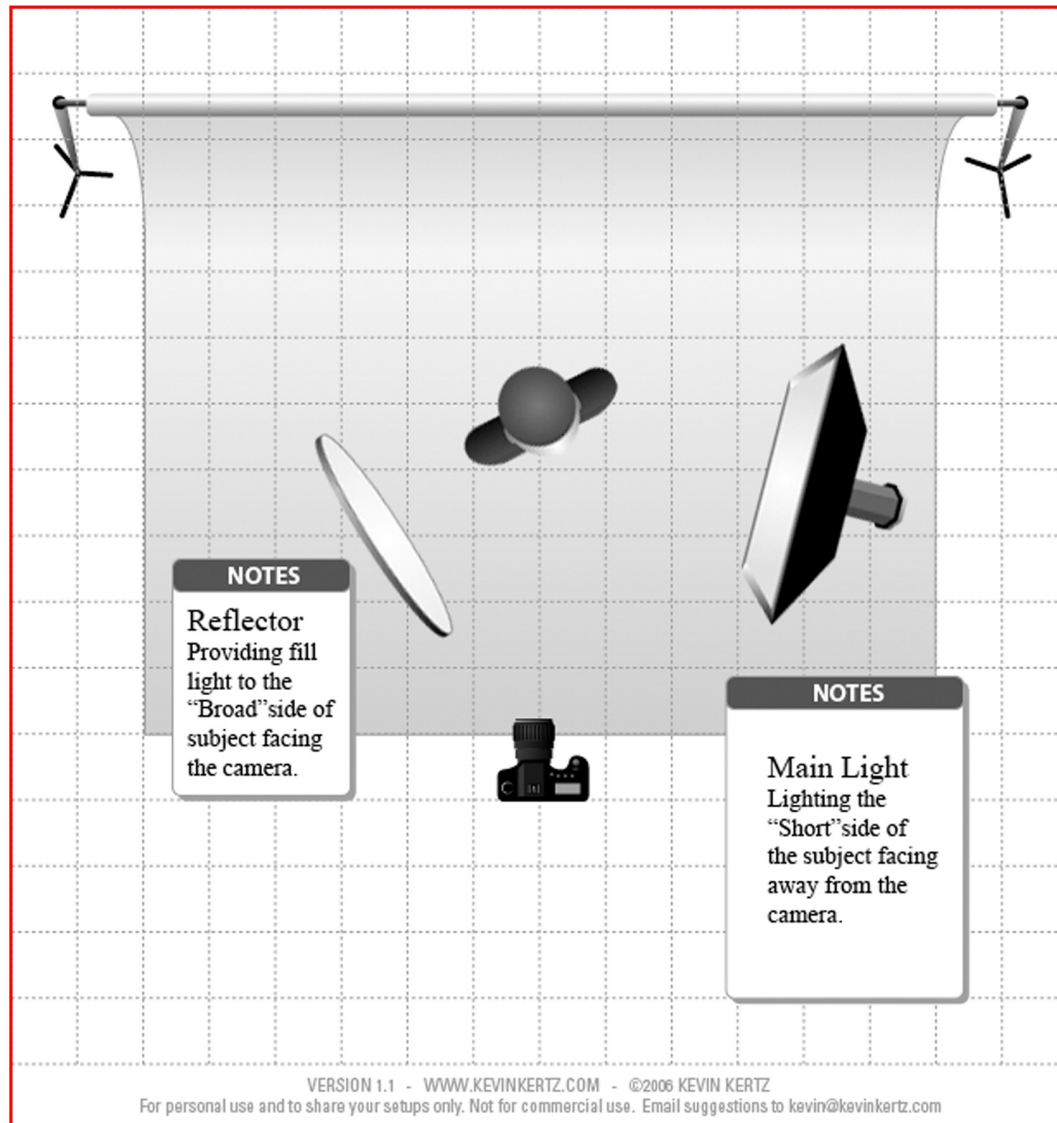 NOTES
Reflector
Providing fill
light to the
“Broad”side of
subject facing
the camera.
NOTES
Main Light
Lighting the
“Short”side of
the subject facing
away from the
camera.
VERSION 1.1 - WWW.KEVINKERTZ.COM - ©2006 KEVIN KERTZ
For personal use and to share your setups only. Not for commercial use. Email suggestions to kevin@kevinkertz.com